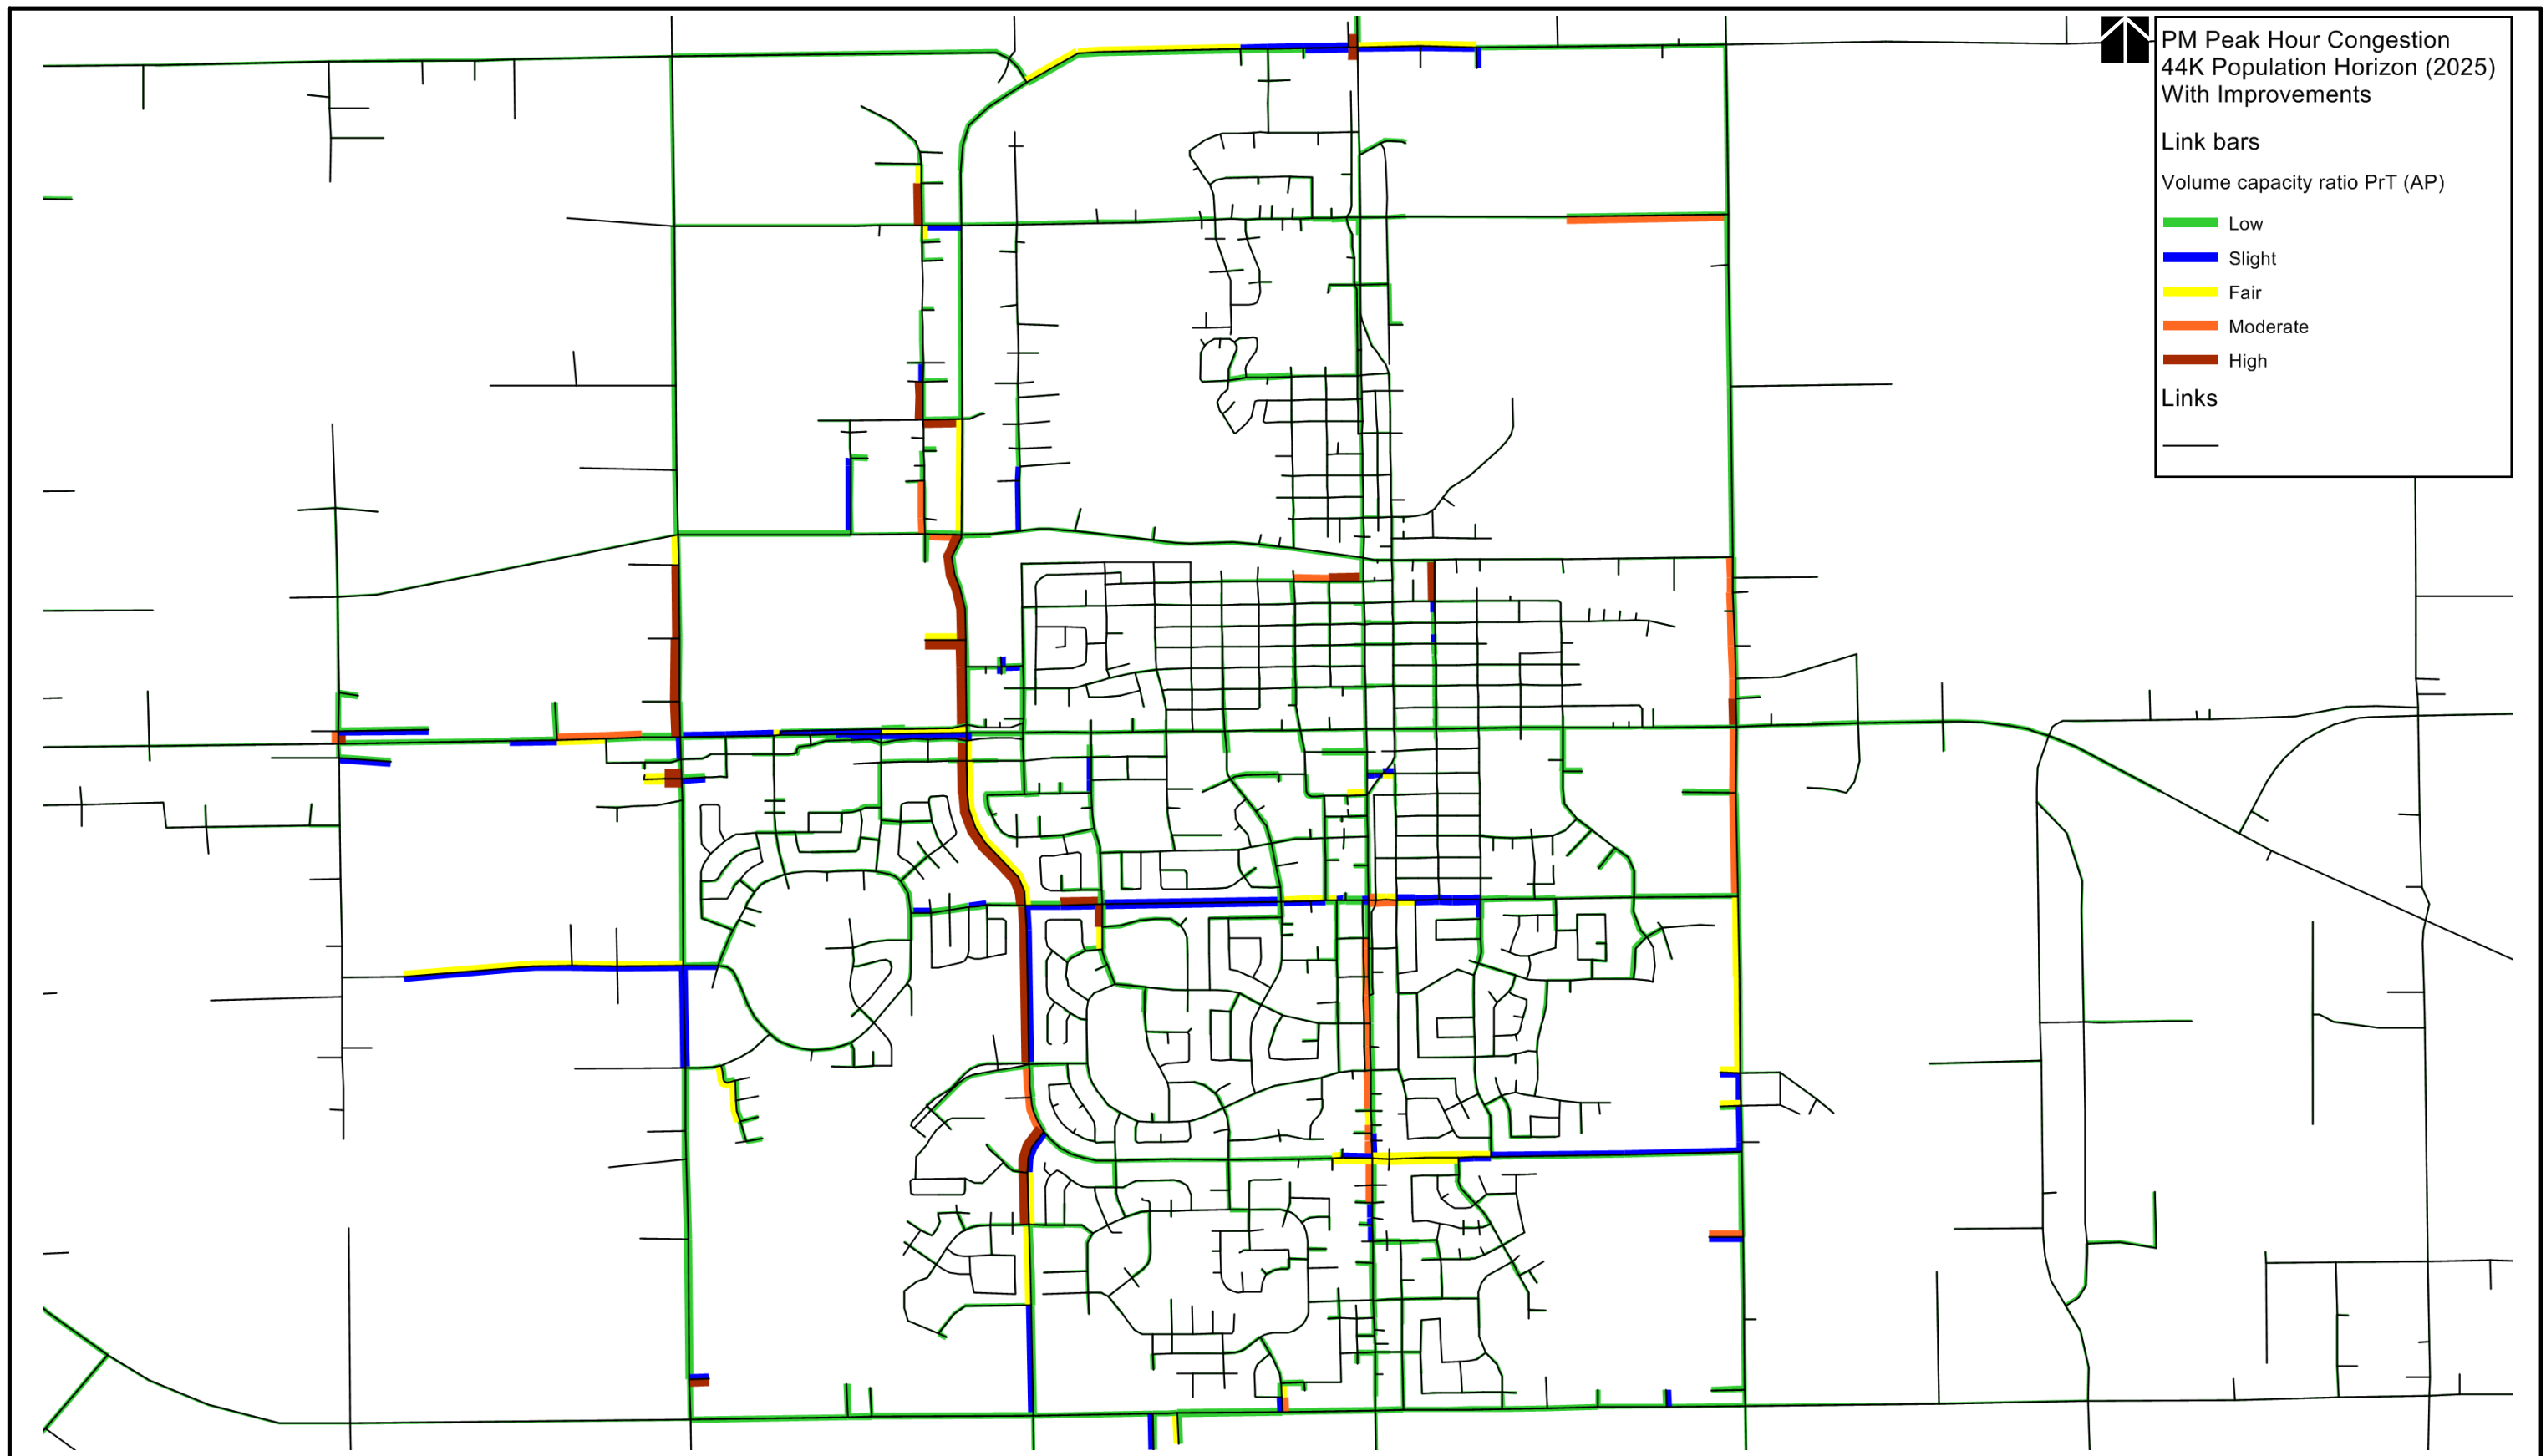 PM Peak Hour Congestion
44K Population Horizon (2025)
With Improvements
Link bars
Volume capacity ratio PrT (AP)
Low
Slight
Fair
Moderate
High
Links